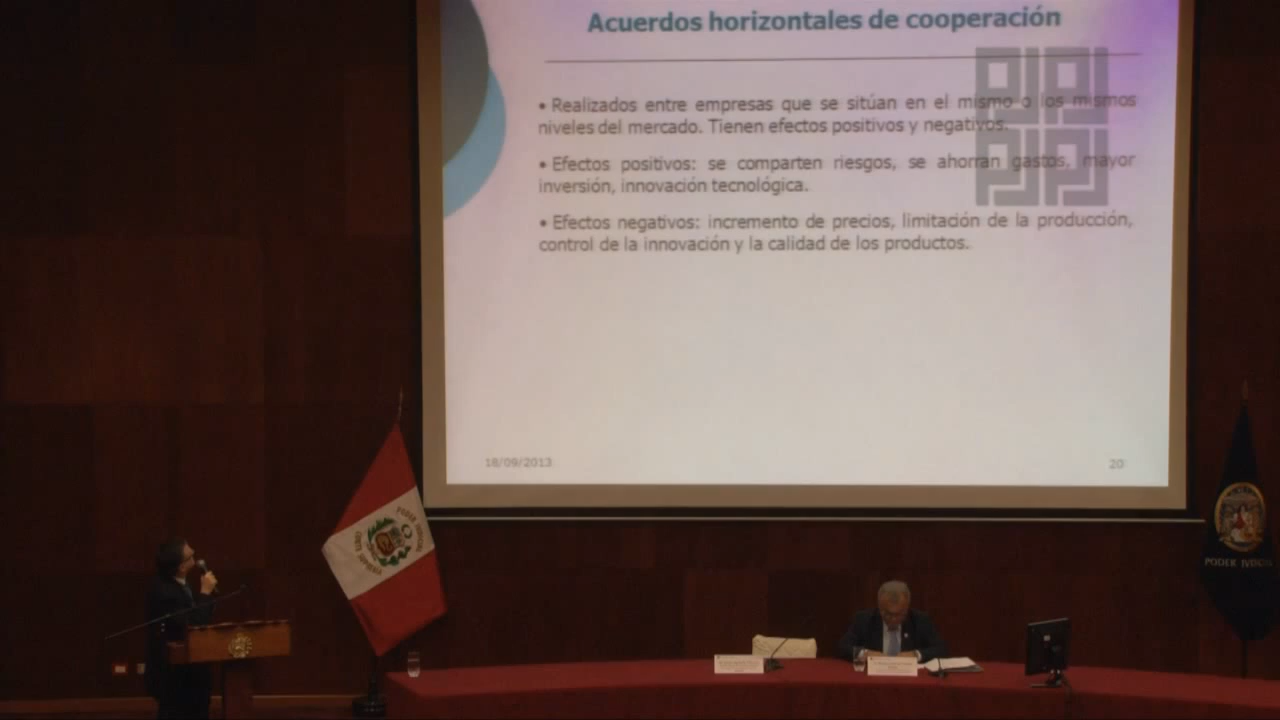 Acuerdos horizontales de cooperación
• Realizados entre empresas que se sitúan en el mismo o los mismos
niveles del mercado. Tienen efectos positivos y negativos.
• Efectos positivos: se comparten riesgos, se ahorran gastos, mayor
inversión, innovación tecnológica.
• Efectos negativos: incremento de precios, limitación de la producción,
control de la innovación y la calidad de los productos.
18/09/2013
20
PODER JUDICIAL
PODER JVDICIAL